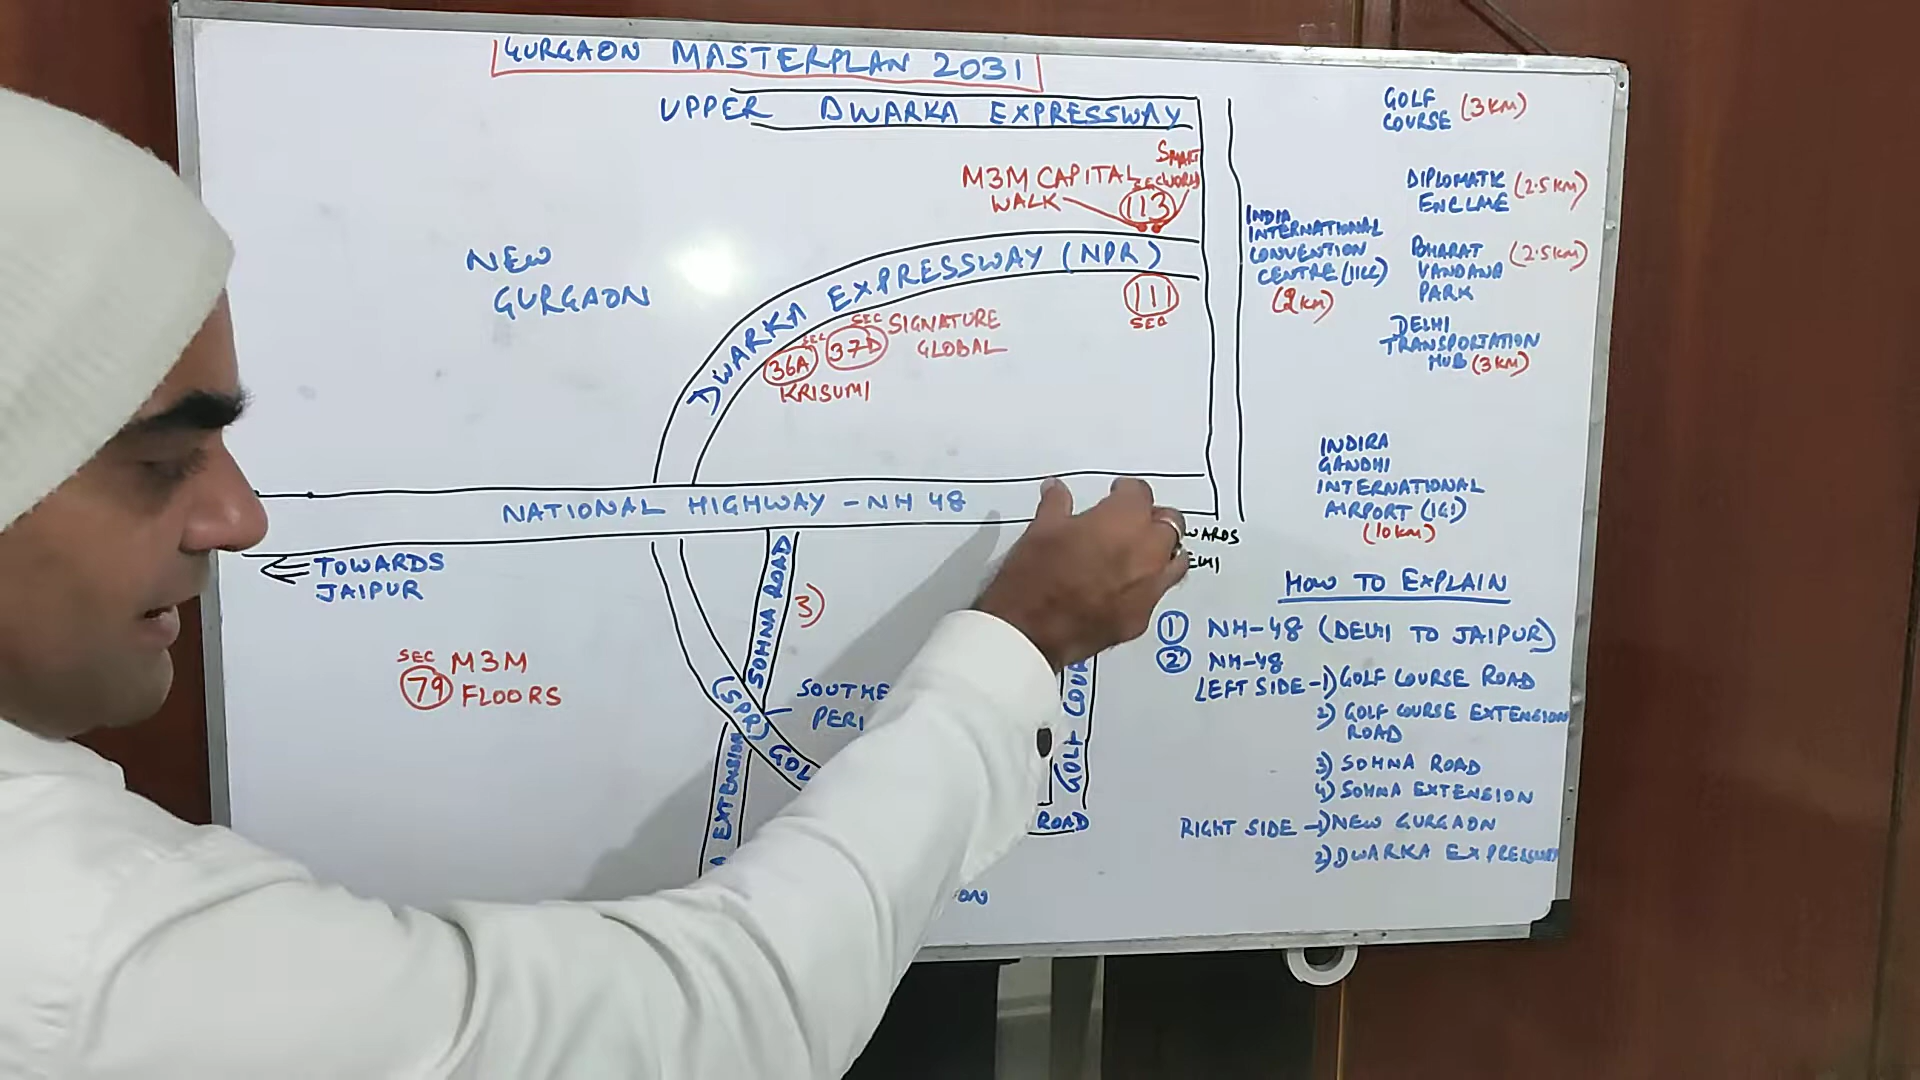 GURGAON MASTERPLAN 2031
UPPER DWARKA EXPRESSWAY
SMART
WORLD
M3M CAPITAL
WALK
SEC
113
DWARKA EXPRESSWAY (NPR)
111
SEC
NEW
GURGAON
SEC
37D
SIGNATURE
GLOBAL
SEC
36A
KRISUMI
NATIONAL HIGHWAY - NH 48
TOWARDS
JAIPUR
SOHNA ROAD
3)
SEC
79
M3M
FLOORS
(SPR)
EXTENSION
ROAD
GOLF
COURSE (3KM)
DIPLOMATIC
ENCLAVE (2.5KM)
INDIA
INTERNATIONAL
CONVENTION
CENTRE (IICC)
(2KM)
BHARAT
VANDANA
PARK
(2.5KM)
DELHI
TRANSPORTATION
HUB (3KM)
INDIRA
GANDHI
INTERNATIONAL
AIRPORT (IGI)
(10KM)
HOW TO EXPLAIN
1 NH-48 (DELHI TO JAIPUR)
2 NH-48
LEFT SIDE - 1) GOLF COURSE ROAD
2) GOLF COURSE EXTENSION
ROAD
3) SOHNA ROAD
4) SOHNA EXTENSION
RIGHT SIDE - 1) NEW GURGAON
2) DWARKA EXPRESSWAY